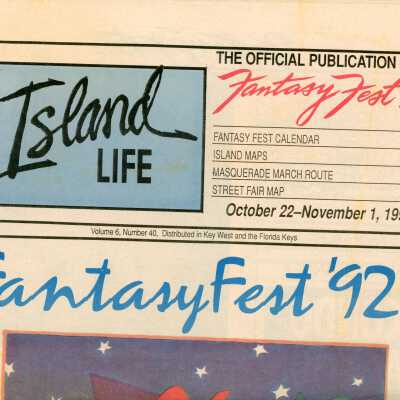 Island
LIFE
THE OFFICIAL PUBLICATION
Fantasy Fest
FANTASY FEST CALENDAR
ISLAND MAPS
MASQUERADE MARCH ROUTE
STREET FAIR MAP
October 22–November 1, 199
Volume 6, Number 40, Distributed in Key West and the Florida Keys
FantasyFest '92